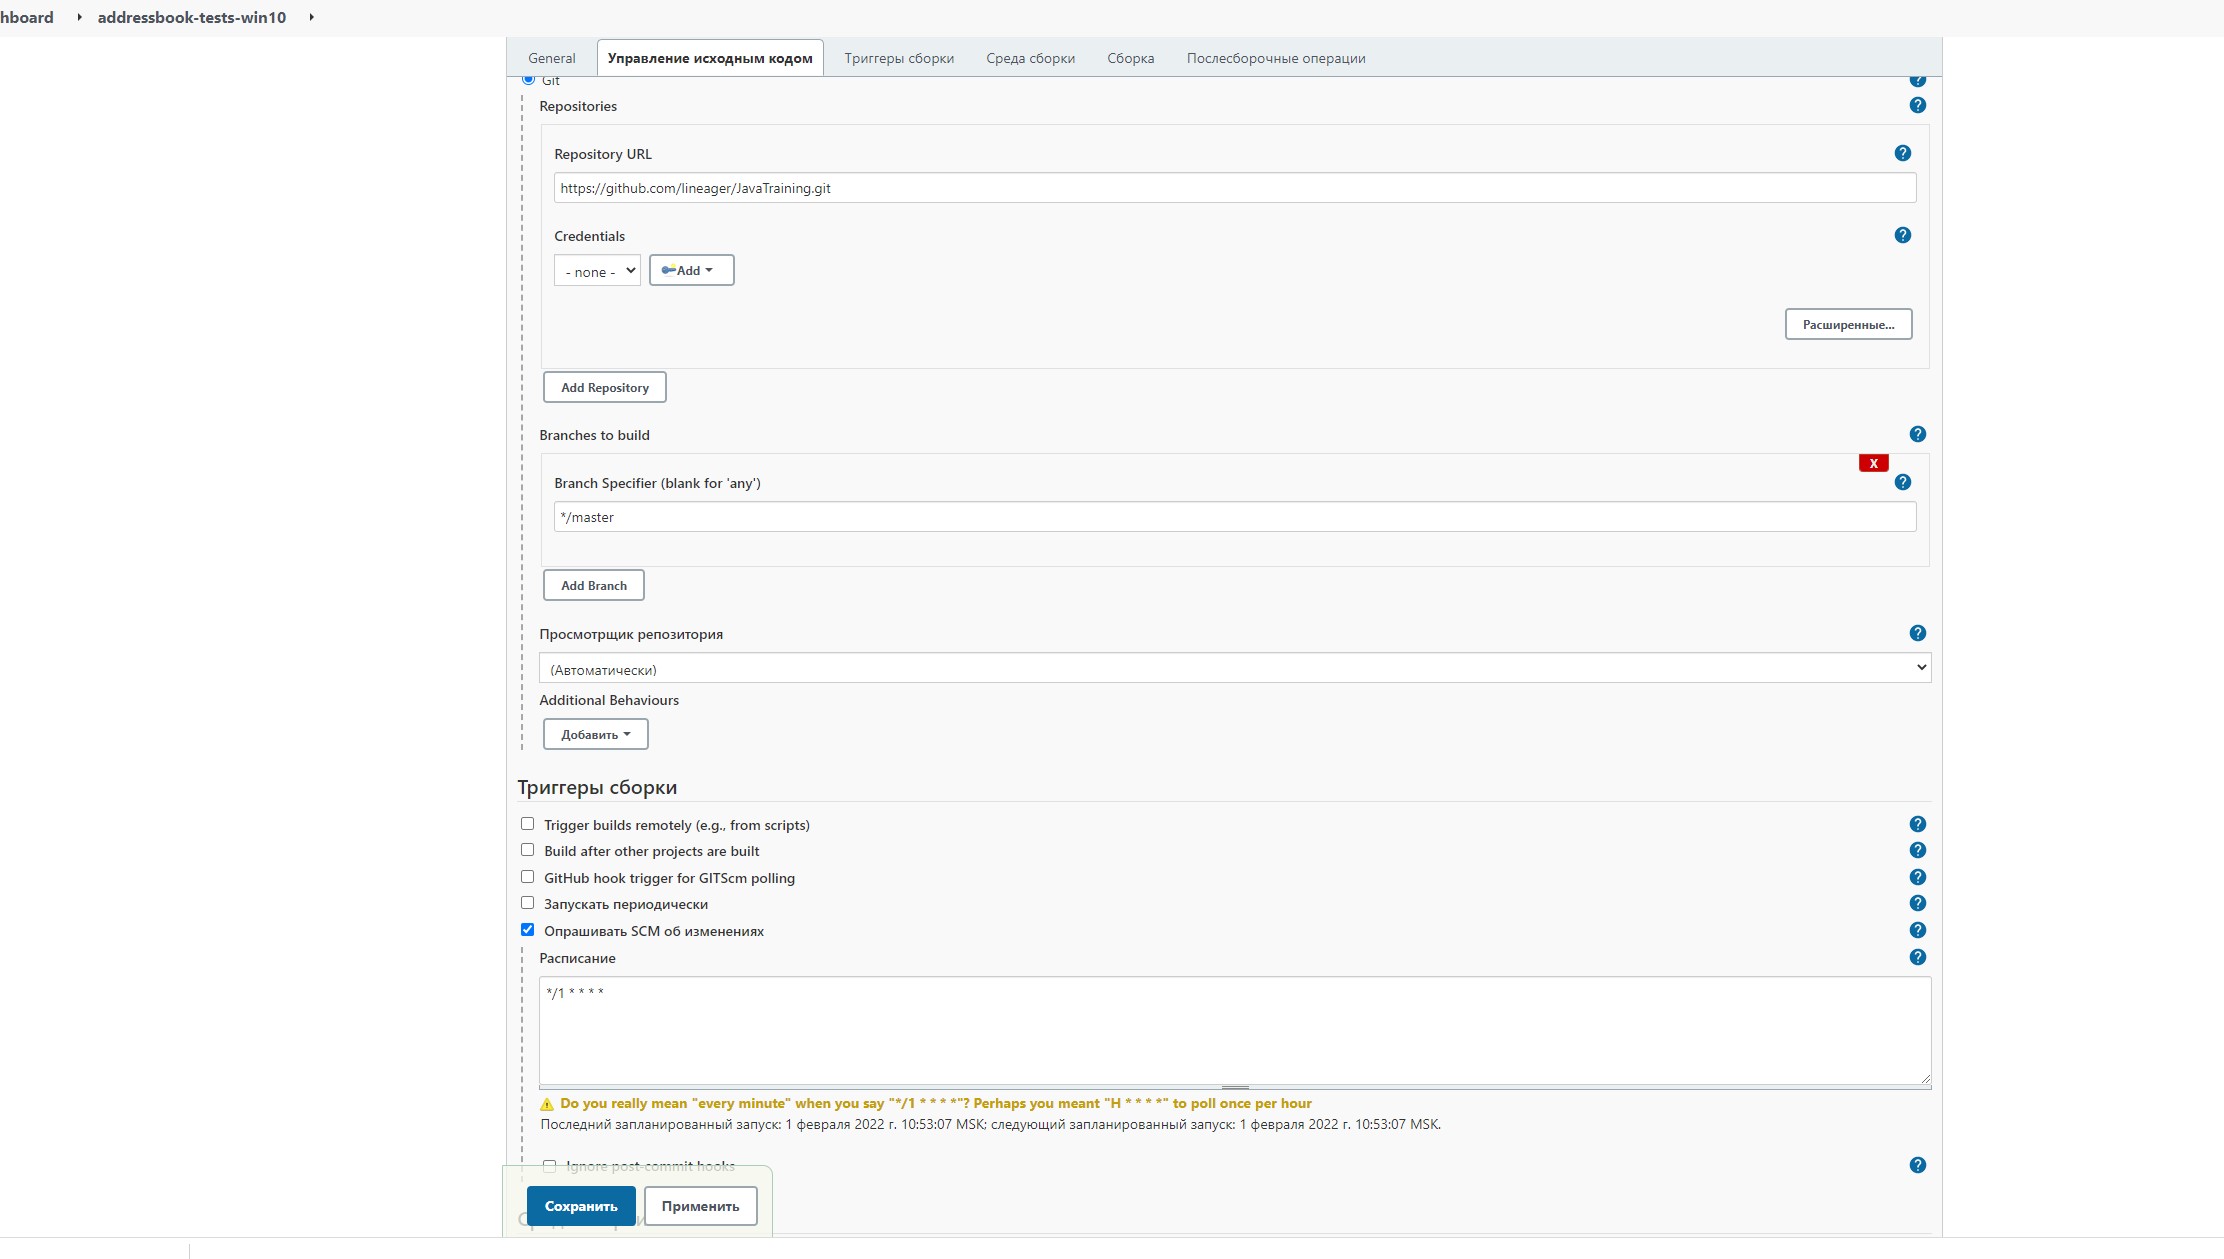 hboard addressbook-tests-win10
General Управление исходным кодом Триггеры сборки Среда сборки Сборка Послесборочные операции
Git
Repositories
Repository URL
https://github.com/lineager/JavaTraining.git
Credentials
- none - Add
Расширенные...
Add Repository
Branches to build
X
Branch Specifier (blank for 'any')
*/master
Add Branch
Просмотрщик репозитория
(Автоматически)
Additional Behaviours
Добавить
Триггеры сборки
Trigger builds remotely (e.g., from scripts)
Build after other projects are built
GitHub hook trigger for GITScm polling
Запускать периодически
Опрашивать SCM об изменениях
Расписание
*/1 * * * *
Do you really mean "every minute" when you say "*/1 * * * *"? Perhaps you meant "H * * * *" to poll once per hour
Последний запланированный запуск: 1 февраля 2022 г. 10:53:07 MSK; следующий запланированный запуск: 1 февраля 2022 г. 10:53:07 MSK.
Ignore post-commit hooks
Сохранить Применить